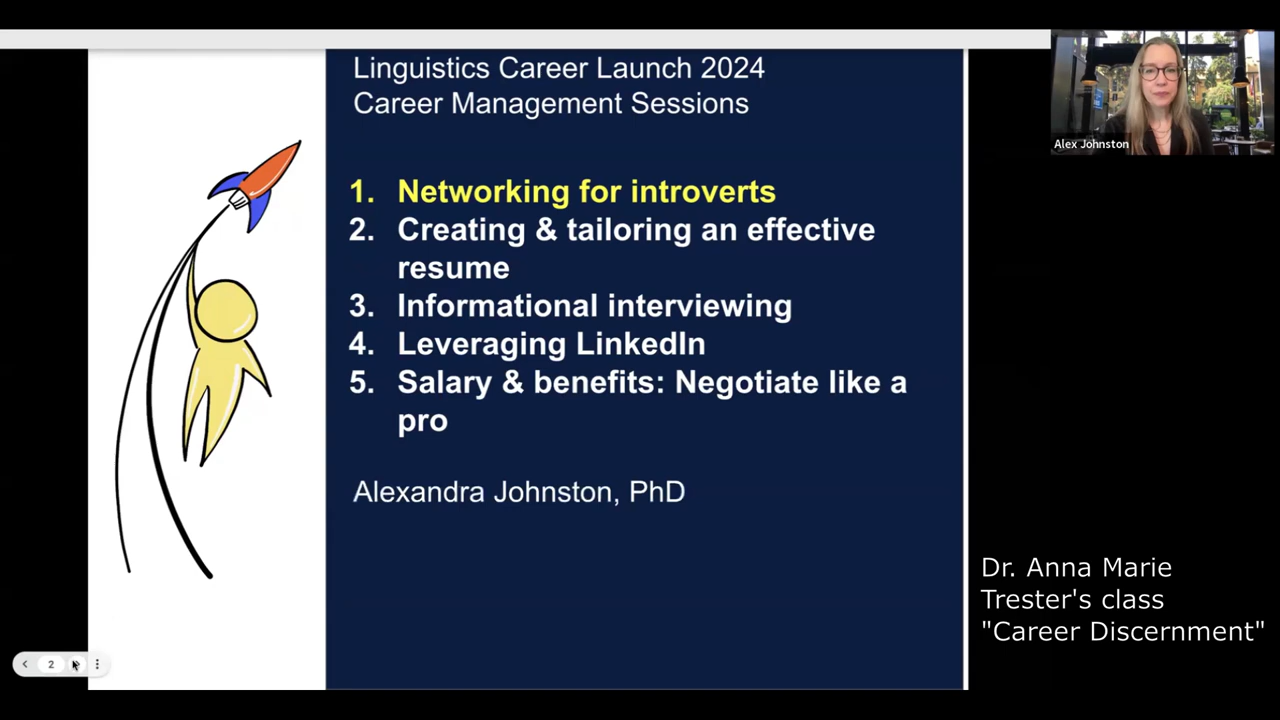 Linguistics Career Launch 2024
Career Management Sessions
1. Networking for introverts
2. Creating & tailoring an effective
resume
3. Informational interviewing
4. Leveraging LinkedIn
5. Salary & benefits: Negotiate like a
pro
Alexandra Johnston, PhD
Alex Johnston
Dr. Anna Marie
Trester's class
"Career Discernment"
2